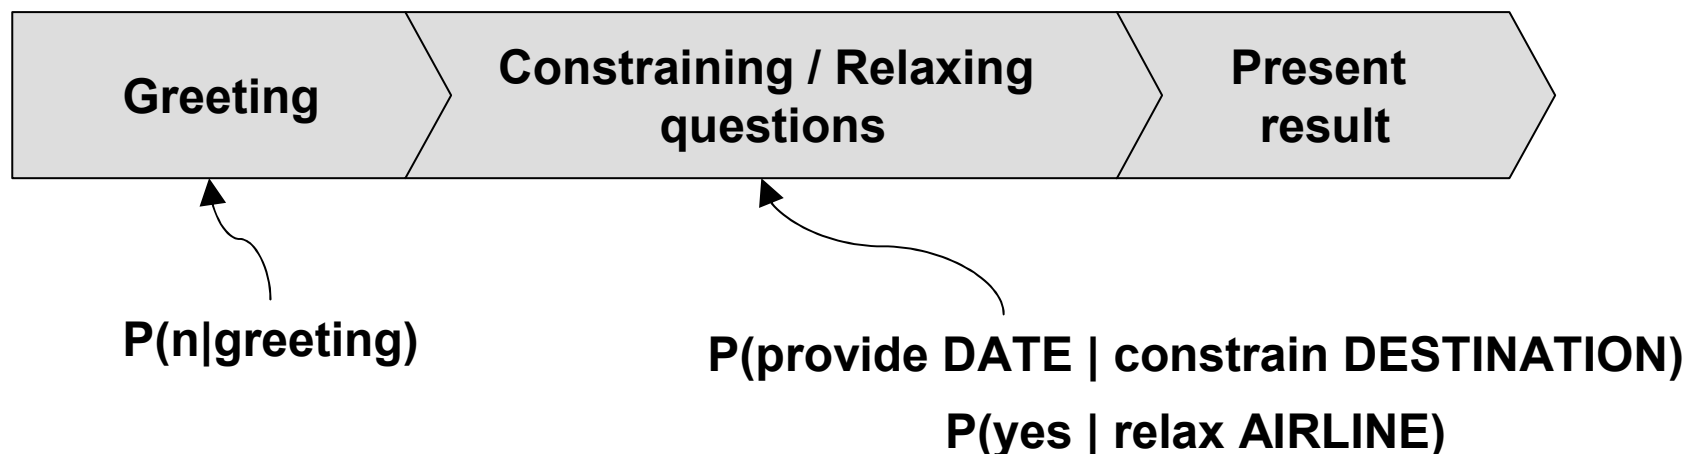 Greeting
Constraining / Relaxing
questions
Present
result
P(n|greeting)
P(provide DATE | constrain DESTINATION)
P(yes | relax AIRLINE)